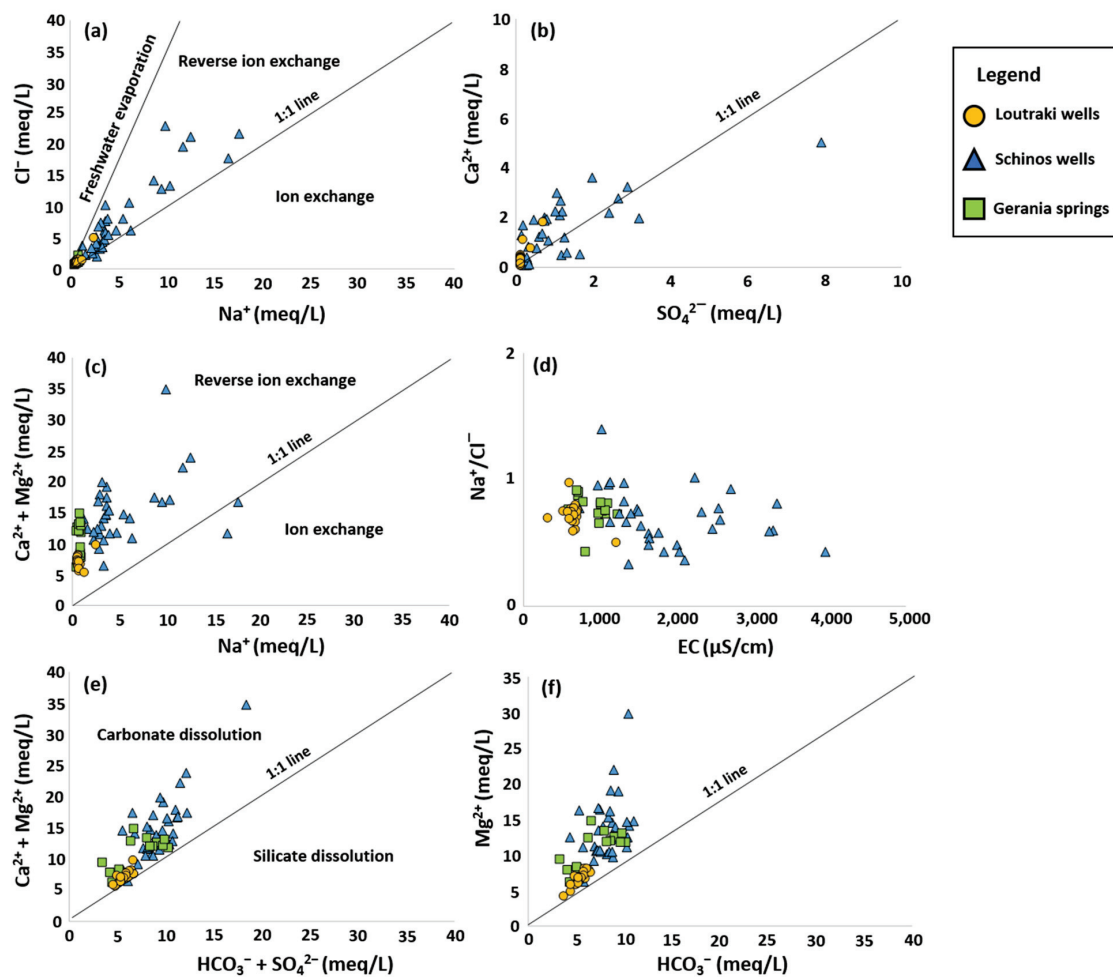 (a)
Cl⁻ (meq/L)
40
35
30
25
20
15
10
5
0
Freshwater evaporation
Reverse ion exchange
1:1 line
Ion exchange
0 5 10 15 20 25 30 35 40
Na⁺ (meq/L)
(b)
Ca²⁺ (meq/L)
10
8
6
4
2
0
1:1 line
0 2 4 6 8 10
SO₄²⁻ (meq/L)
Legend
Loutraki wells
Schinos wells
Gerania springs
(c)
Ca²⁺ + Mg²⁺ (meq/L)
40
35
30
25
20
15
10
5
0
Reverse ion exchange
1:1 line
Ion exchange
0 5 10 15 20 25 30 35 40
Na⁺ (meq/L)
(d)
Na⁺/Cl⁻
2
1
0
0 1,000 2,000 3,000 4,000 5,000
EC (μS/cm)
(e)
Ca²⁺ + Mg²⁺ (meq/L)
40
35
30
25
20
15
10
5
0
Carbonate dissolution
1:1 line
Silicate dissolution
0 5 10 15 20 25 30 35 40
HCO₃⁻ + SO₄²⁻ (meq/L)
(f)
Mg²⁺ (meq/L)
35
30
25
20
15
10
5
0
1:1 line
0 5 10 15 20 25 30 35 40
HCO₃⁻ (meq/L)